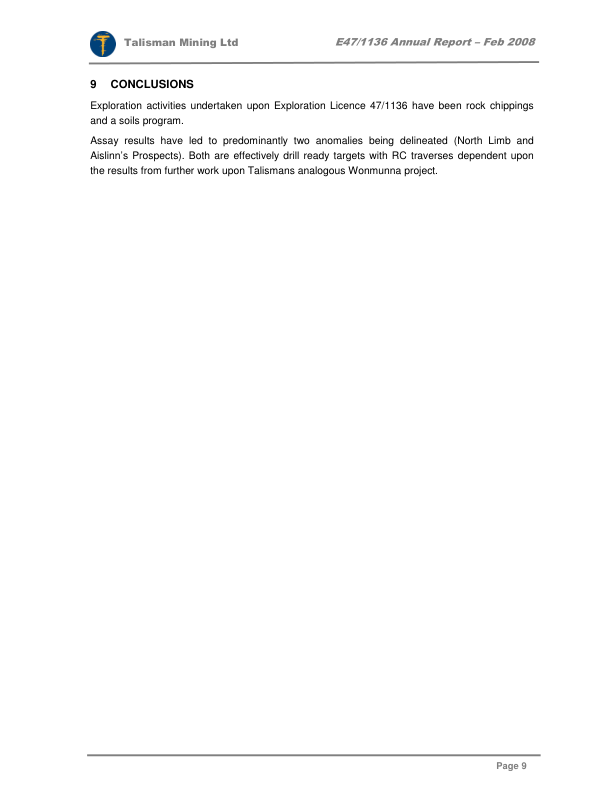 Talisman Mining Ltd
E47/1136 Annual Report – Feb 2008
9 CONCLUSIONS
Exploration activities undertaken upon Exploration Licence 47/1136 have been rock chippings
and a soils program.
Assay results have led to predominantly two anomalies being delineated (North Limb and
Aislinn’s Prospects). Both are effectively drill ready targets with RC traverses dependent upon
the results from further work upon Talismans analogous Wonmunna project.
Page 9